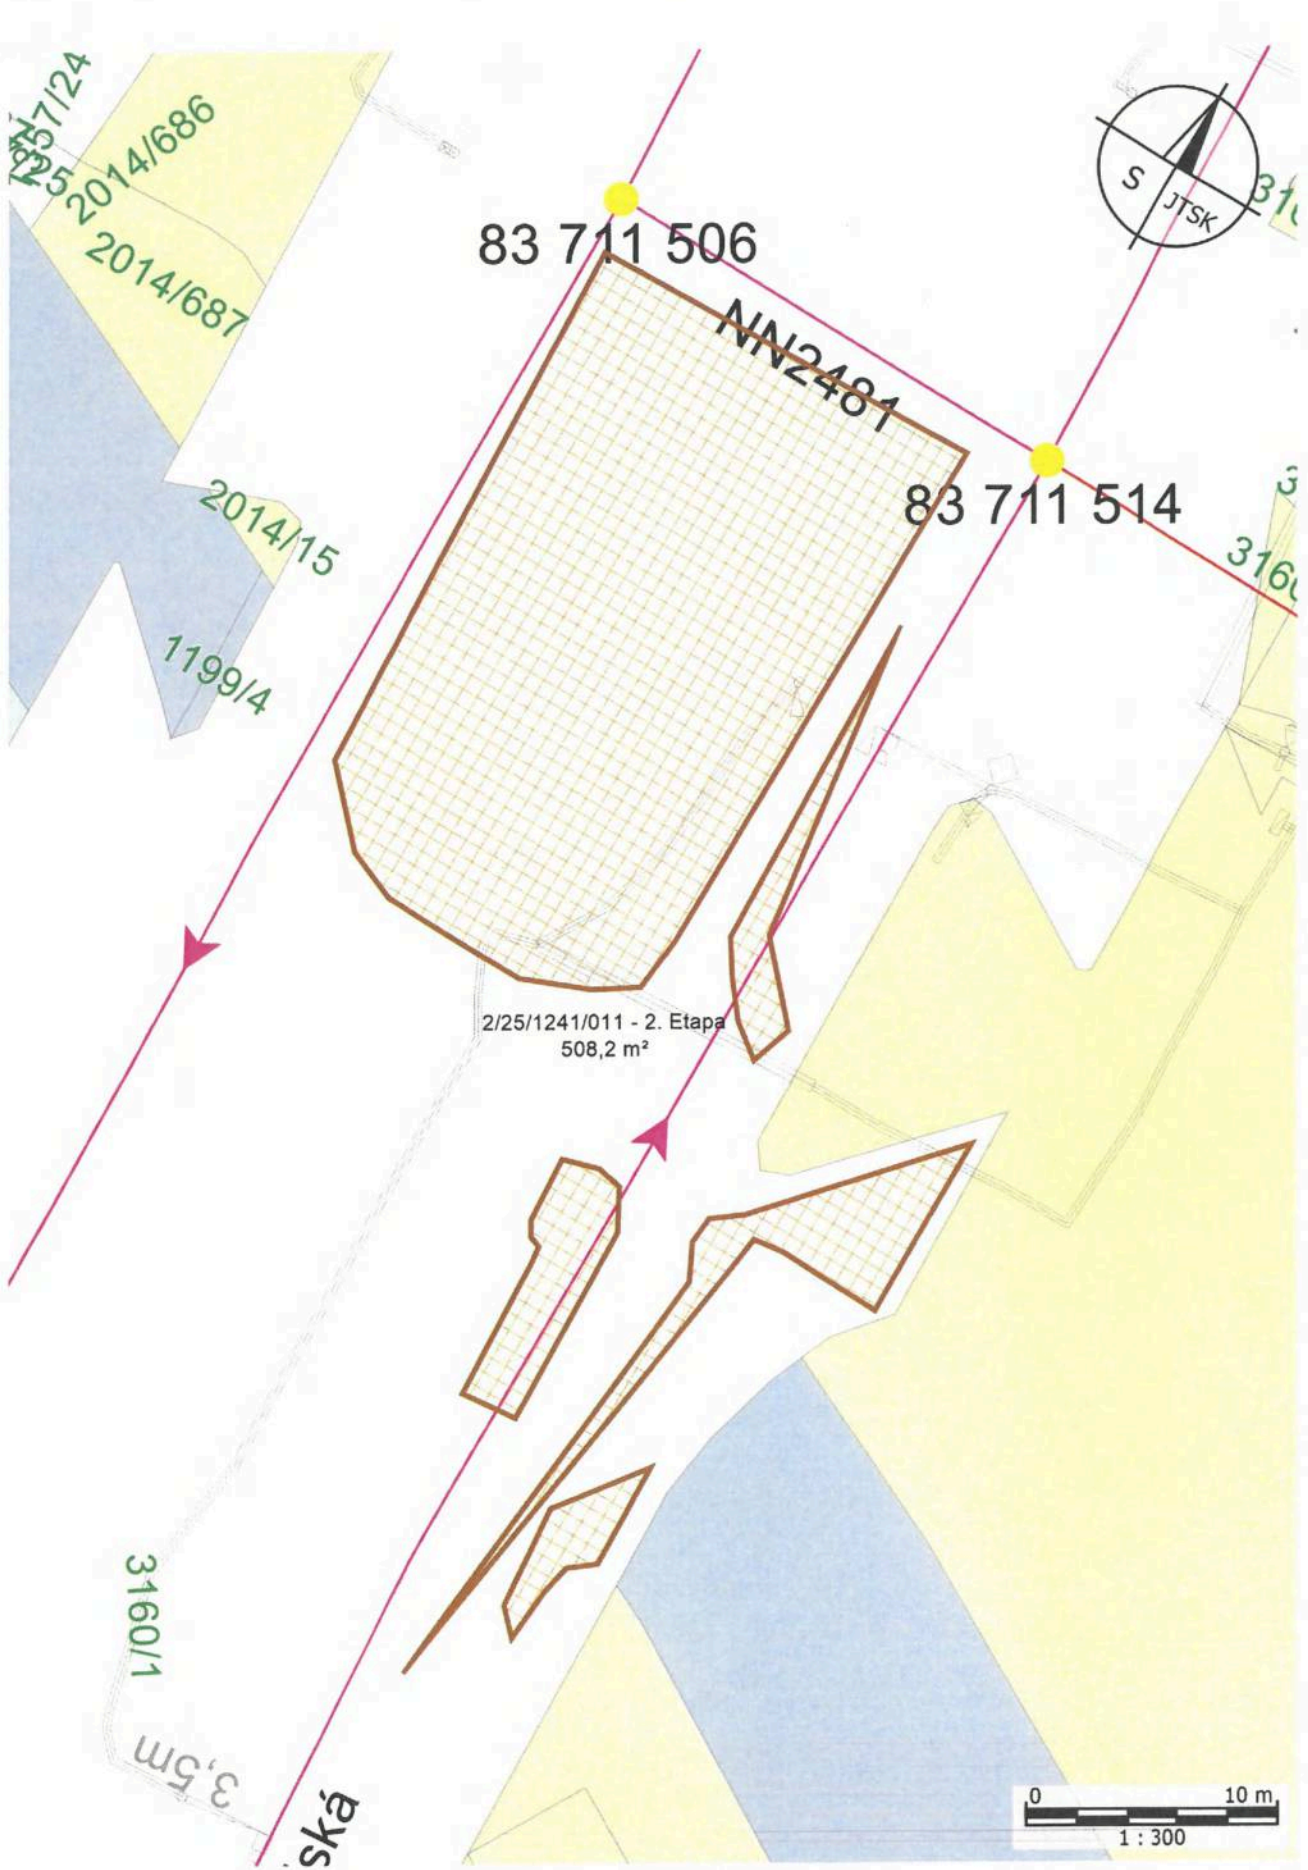 2014/686
2014/687
S JTSK
83 711 506
NN2481
83 711 514
2014/15
1199/4
2/25/1241/011 - 2. Etapa
508,2 m²
3160/1
3,5m
ská
0 10 m
1 : 300